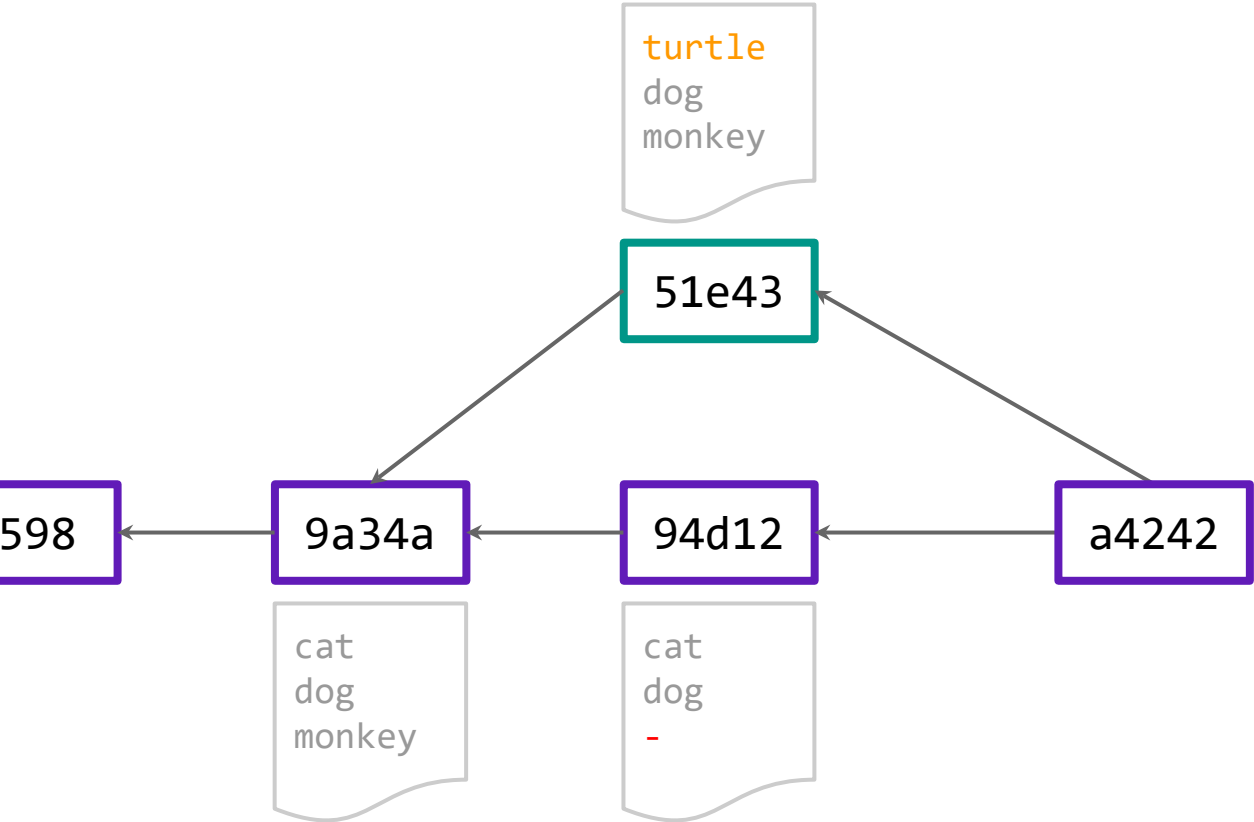 turtle
dog
monkey
51e43
598
9a34a
94d12
a4242
cat
dog
monkey
cat
dog
-